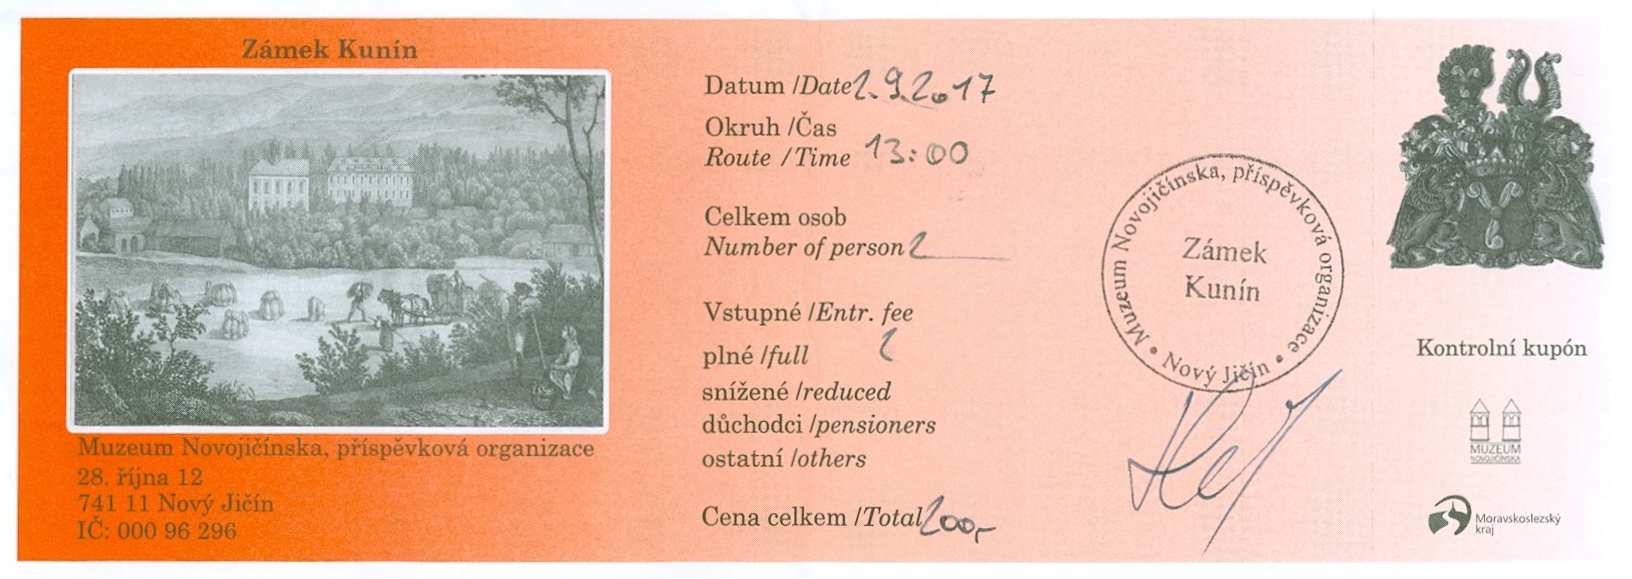 Zámek Kunín
Muzeum Novojičínska, příspěvková organizace
28. října 12
741 11 Nový Jičín
IČ: 000 96 296
Datum /Date 2.9.2017
Okruh /Čas
Route /Time 13:00
Celkem osob
Number of person 2
Vstupné /Entr. fee
plné /full 2
snížené /reduced
důchodci /pensioners
ostatní /others
Cena celkem /Total 200,-
Muzeum Novojičínska, příspěvková organizace • Nový Jičín •
Zámek
Kunín
Kontrolní kupón
MUZEUM
NOVOJIČÍNSKA
Moravskoslezský
kraj